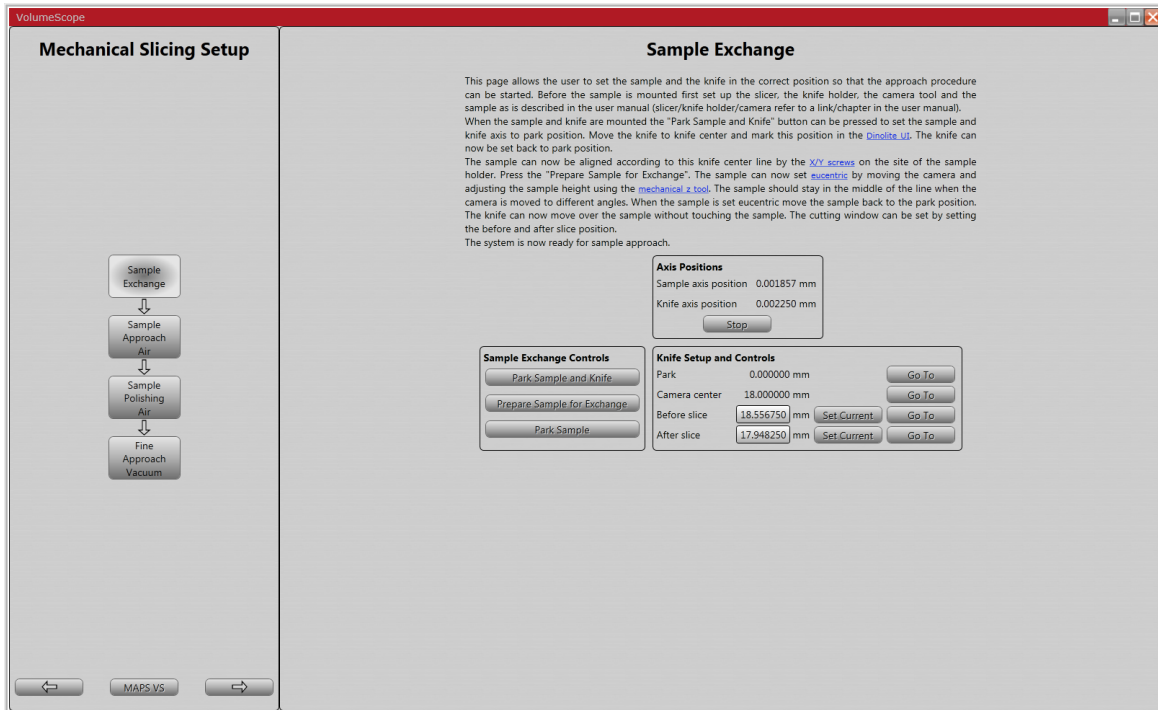 VolumeScope
Mechanical Slicing Setup
Sample
Exchange
Sample
Approach
Air
Sample
Polishing
Air
Fine
Approach
Vacuum
MAPS VS
Sample Exchange
This page allows the user to set the sample and the knife in the correct position so that the approach procedure
can be started. Before the sample is mounted first set up the slicer, the knife holder, the camera tool and the
sample as is described in the user manual (slicer/knife holder/camera refer to a link/chapter in the user manual).
When the sample and knife are mounted the "Park Sample and Knife" button can be pressed to set the sample and
knife axis to park position. Move the knife to knife center and mark this position in the Dinolite UI. The knife can
now be set back to park position.
The sample can now be aligned according to this knife center line by the X/Y screws on the site of the sample
holder. Press the "Prepare Sample for Exchange". The sample can now set eucentric by moving the camera and
adjusting the sample height using the mechanical z tool. The sample should stay in the middle of the line when the
camera is moved to different angles. When the sample is set eucentric move the sample back to the park position.
The knife can now move over the sample without touching the sample. The cutting window can be set by setting
the before and after slice position.
The system is now ready for sample approach.
Axis Positions
Sample axis position 0.001857 mm
Knife axis position 0.002250 mm
Stop
Sample Exchange Controls
Park Sample and Knife
Prepare Sample for Exchange
Park Sample
Knife Setup and Controls
Park 0.000000 mm Go To
Camera center 18.000000 mm Go To
Before slice 18.556750 mm Set Current Go To
After slice 17.948250 mm Set Current Go To